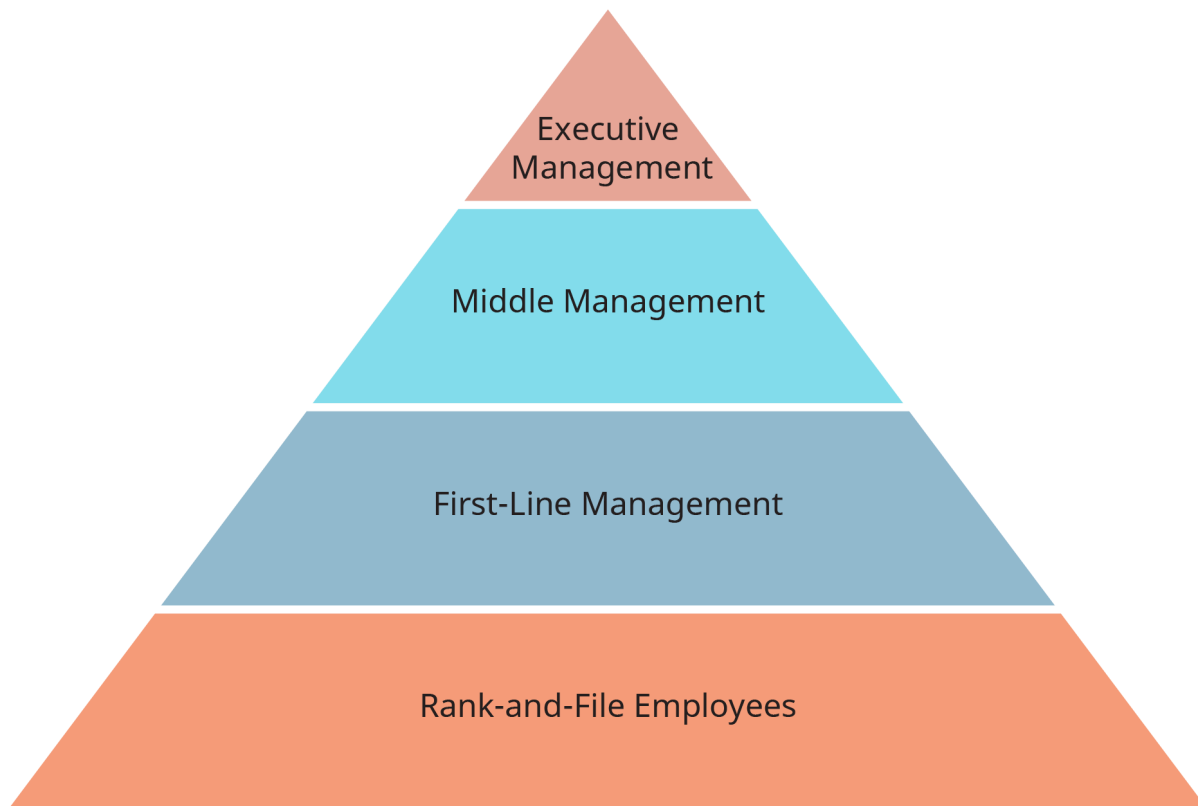 Executive
Management
Middle Management
First-Line Management
Rank-and-File Employees